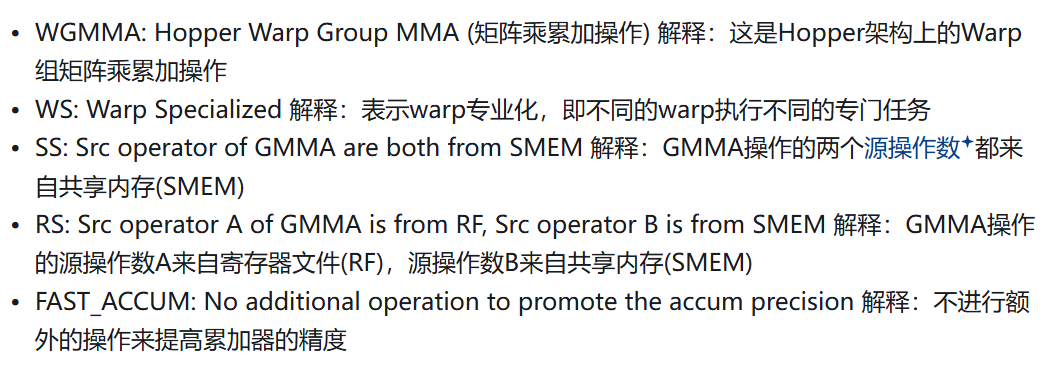 • WGMMA: Hopper Warp Group MMA (矩阵乘累加操作) 解释：这是Hopper架构上的Warp
组矩阵乘累加操作
• WS: Warp Specialized 解释：表示warp专业化，即不同的warp执行不同的专门任务
• SS: Src operator of GMMA are both from SMEM 解释：GMMA操作的两个源操作数都来
自共享内存(SMEM)
• RS: Src operator A of GMMA is from RF, Src operator B is from SMEM 解释：GMMA操作
的源操作数A来自寄存器文件(RF)，源操作数B来自共享内存(SMEM)
• FAST_ACCUM: No additional operation to promote the accum precision 解释：不进行额
外的操作来提高累加器的精度